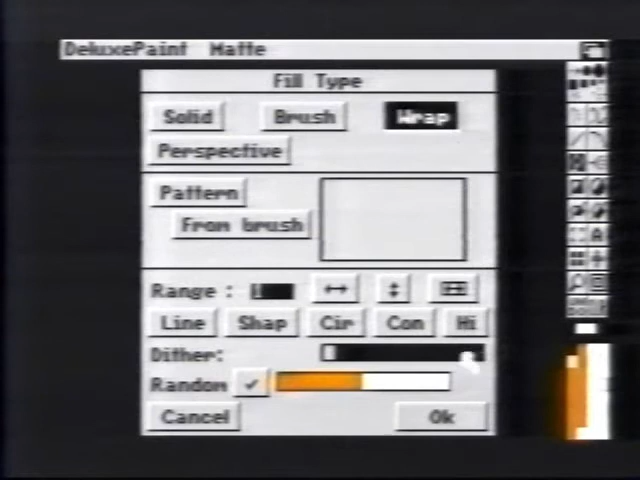 DeluxePaint Matte
Fill Type
Solid Brush Wrap
Perspective
Pattern
From brush
Range :
Line Shap Cir Con Hi
Dither:
Random
Cancel Ok
A